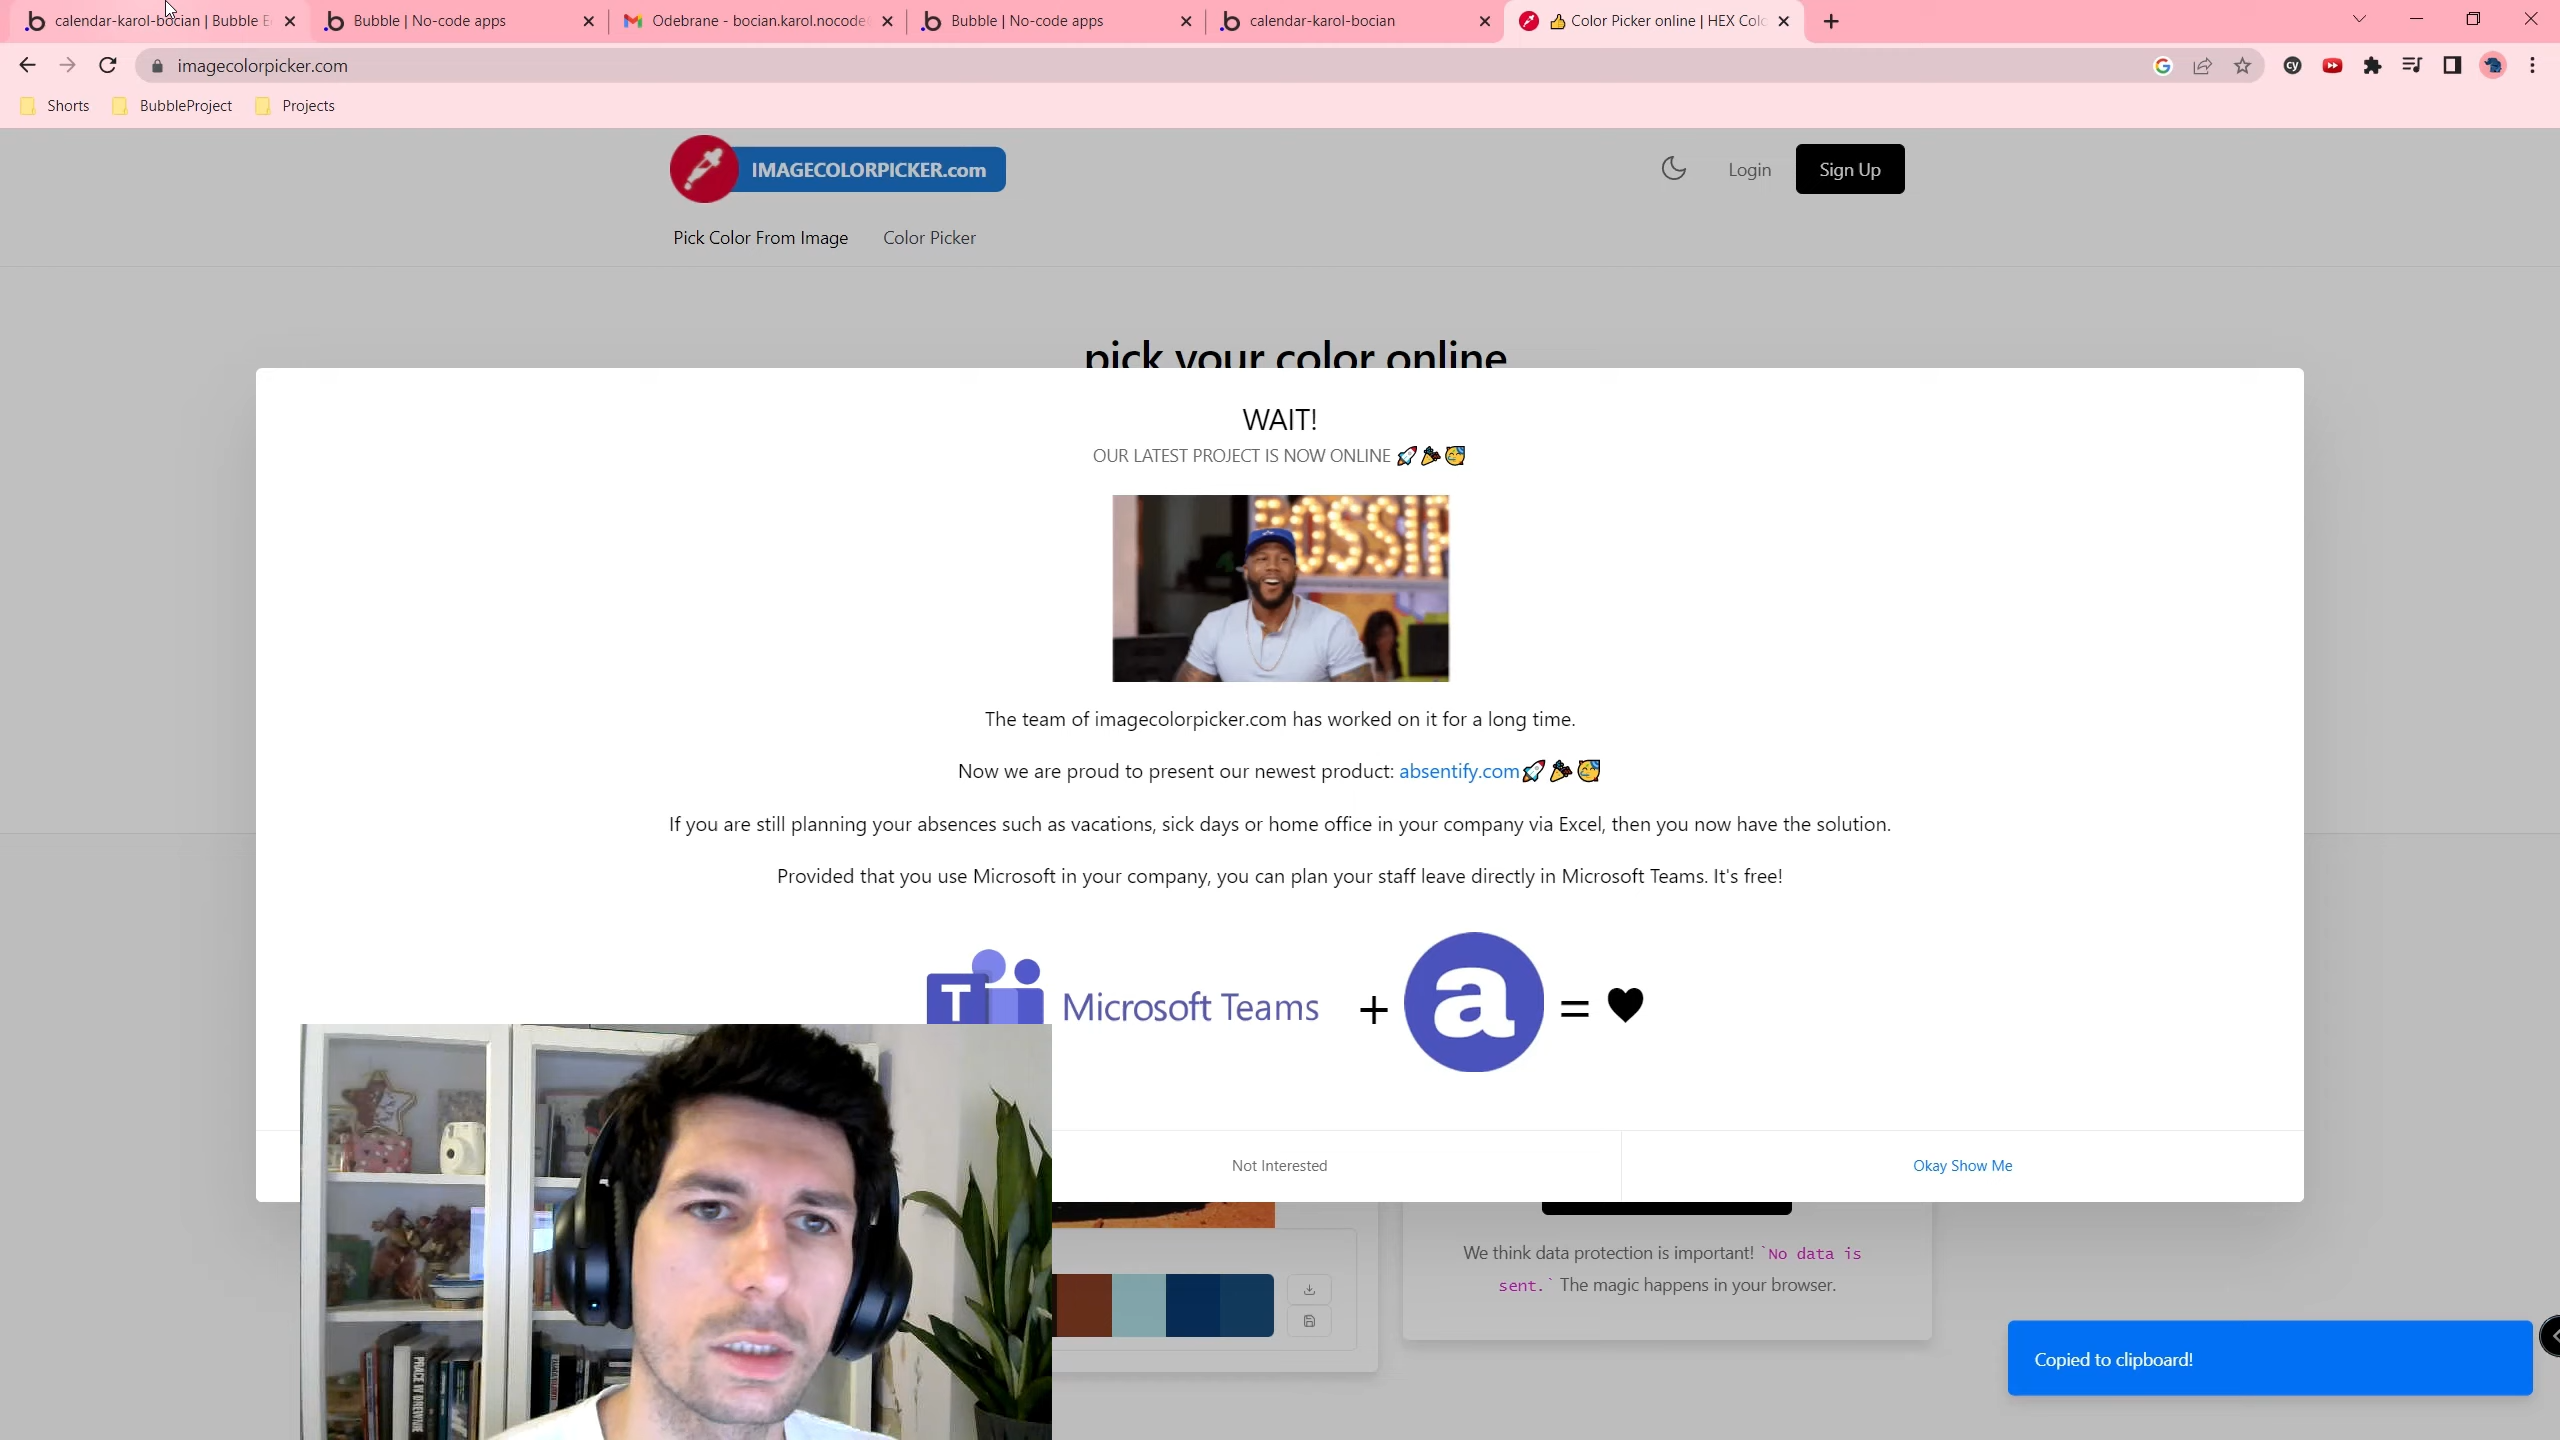 calendar-karol-bocian | Bubble E
Bubble | No-code apps
Odebrane - bocian.karol.nocode
Bubble | No-code apps
calendar-karol-bocian
👍 Color Picker online | HEX Colo
imagecolorpicker.com
Shorts
BubbleProject
Projects
IMAGECOLORPICKER.com
Login
Sign Up
Pick Color From Image
Color Picker
pick your color online
WAIT!
OUR LATEST PROJECT IS NOW ONLINE 🚀🎉🥳
GOSSIP
The team of imagecolorpicker.com has worked on it for a long time.
Now we are proud to present our newest product: absentify.com🚀🎉🥳
If you are still planning your absences such as vacations, sick days or home office in your company via Excel, then you now have the solution.
Provided that you use Microsoft in your company, you can plan your staff leave directly in Microsoft Teams. It's free!
T Microsoft Teams + a = ♥
Not Interested
Okay Show Me
We think data protection is important! `No data is
sent.` The magic happens in your browser.
Copied to clipboard!
PRACE W DREWNIE